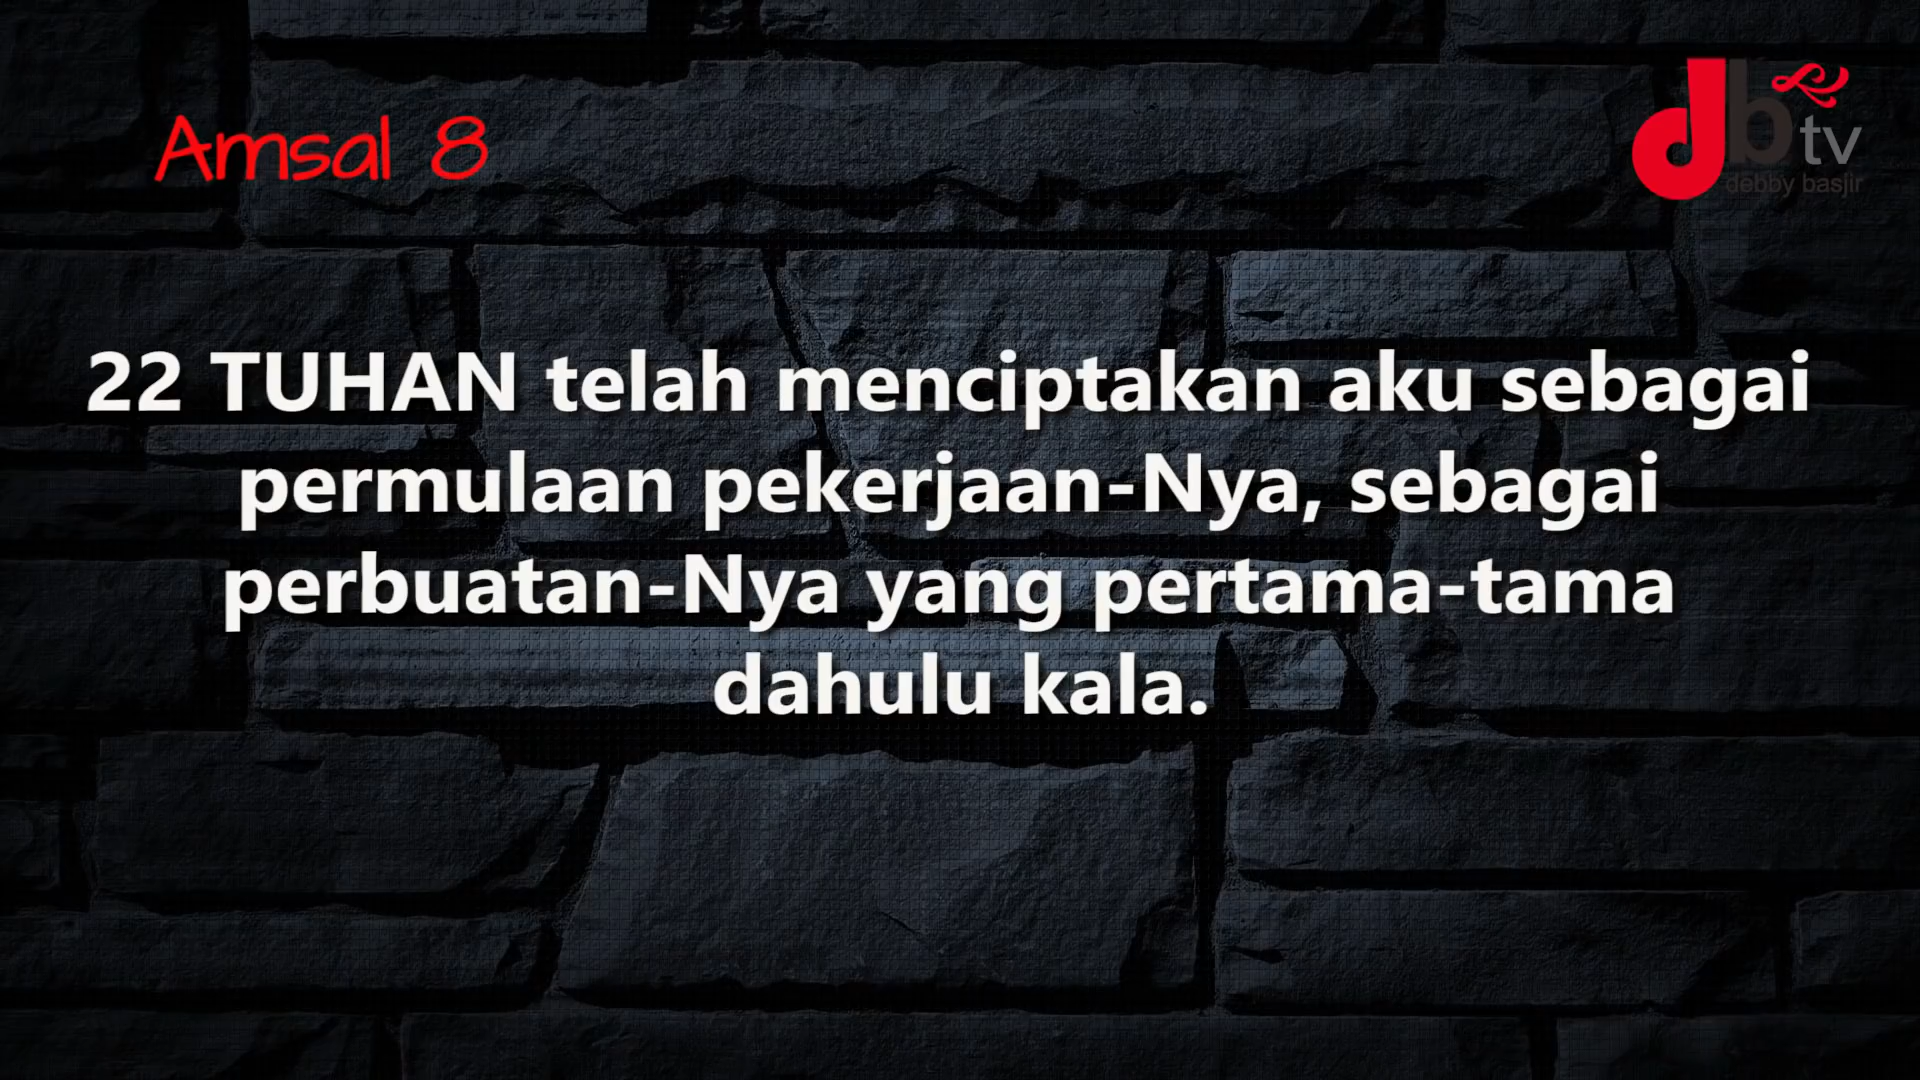 Amsal 8
db tv
debby basjir
22 TUHAN telah menciptakan aku sebagai
permulaan pekerjaan-Nya, sebagai
perbuatan-Nya yang pertama-tama
dahulu kala.